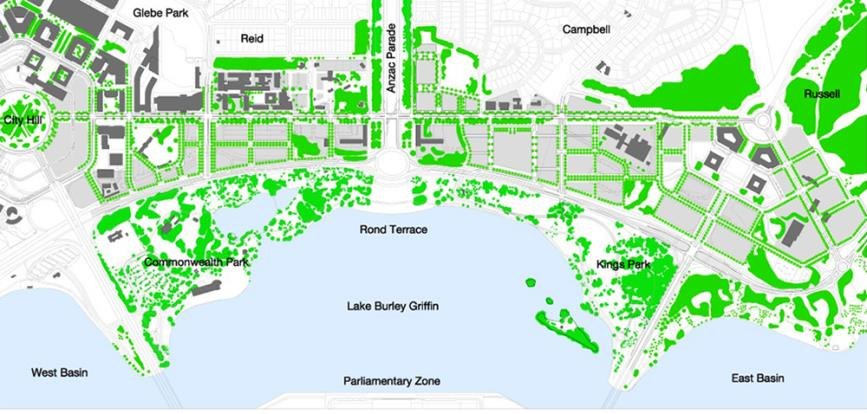 Glebe Park
Reid
Anzac Parade
Campbell
Russell
City Hill
Rond Terrace
Commonwealth Park
Kings Park
Lake Burley Griffin
West Basin
Parliamentary Zone
East Basin